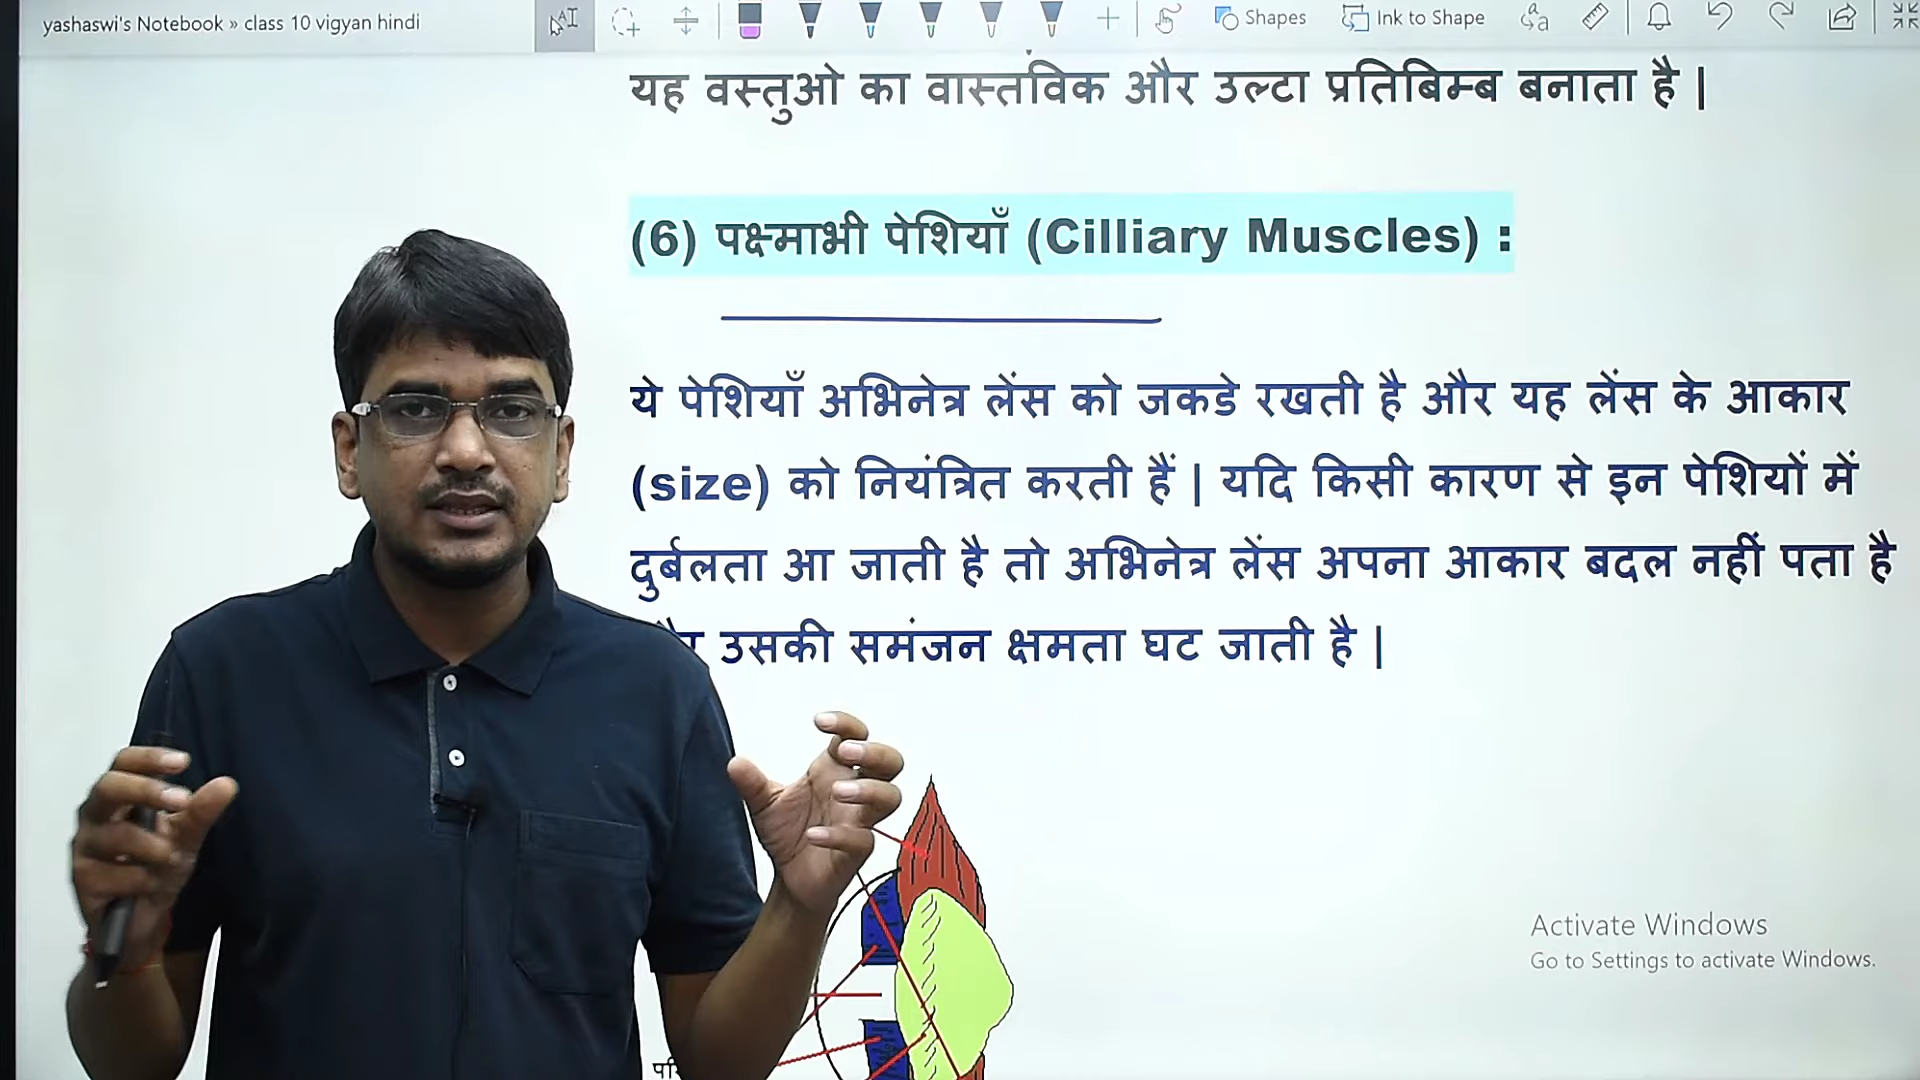 yashaswi's Notebook » class 10 vigyan hindi
Shapes
Ink to Shape
यह वस्तुओ का वास्तविक और उल्टा प्रतिबिम्ब बनाता है |
(6) पक्ष्माभी पेशियाँ (Cilliary Muscles) :
ये पेशियाँ अभिनेत्र लेंस को जकडे रखती है और यह लेंस के आकार
(size) को नियंत्रित करती हैं | यदि किसी कारण से इन पेशियों में
दुर्बलता आ जाती है तो अभिनेत्र लेंस अपना आकार बदल नहीं पता है
उसकी समंजन क्षमता घट जाती है |
Activate Windows
Go to Settings to activate Windows.